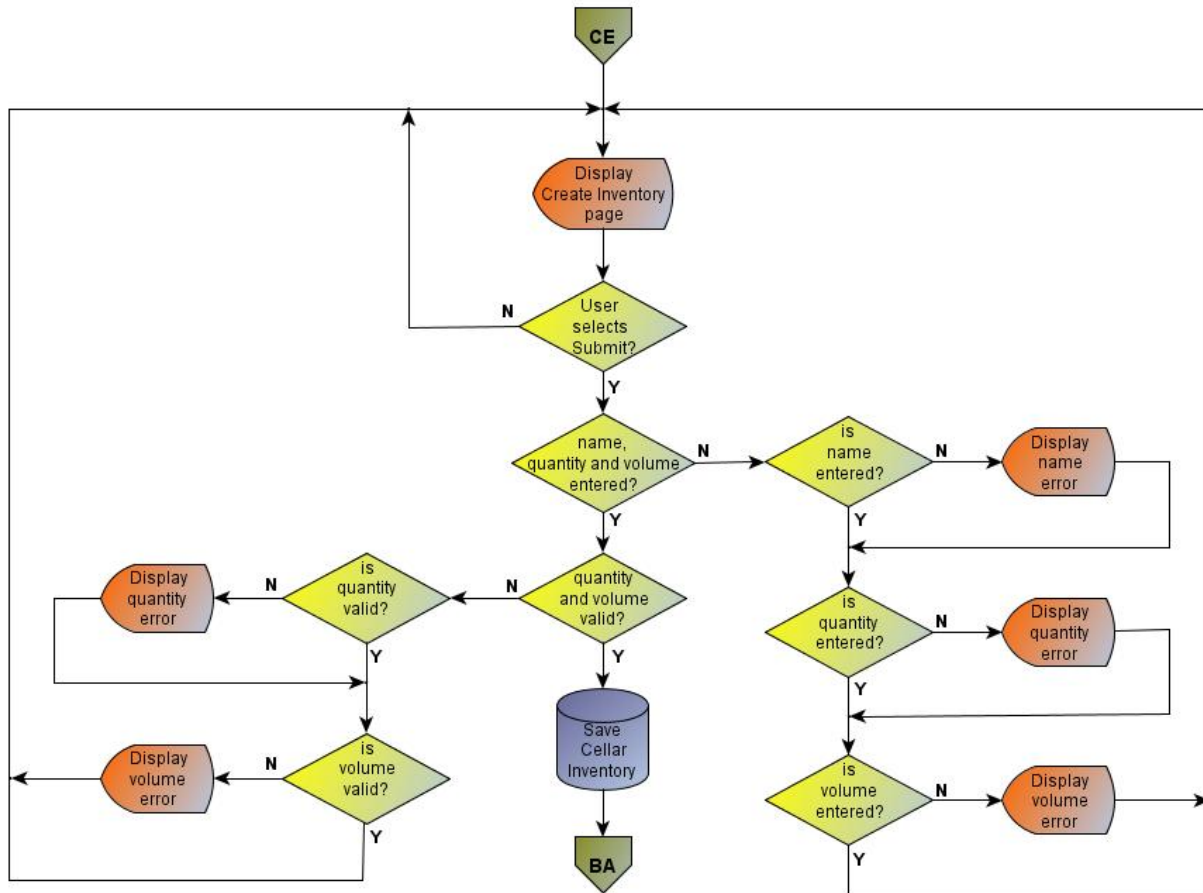 CE
Display
Create Inventory
page
User
selects
Submit?
N
Y
name,
quantity and volume
entered?
N
Y
is
name
entered?
N
Y
Display
name
error
quantity
and volume
valid?
N
Y
is
quantity
valid?
N
Y
Display
quantity
error
is
quantity
entered?
N
Y
Display
quantity
error
Save
Cellar
Inventory
is
volume
valid?
N
Y
Display
volume
error
is
volume
entered?
N
Y
Display
volume
error
BA